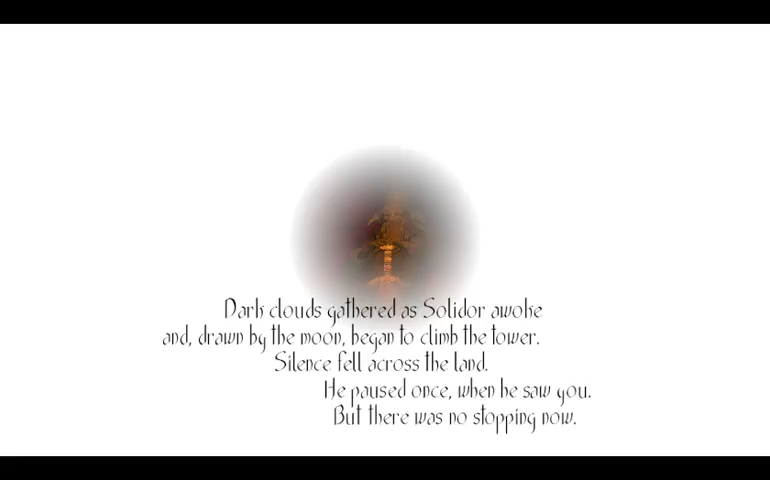 Dark clouds gathered as Solidor awoke
and, drawn by the moon, began to climb the tower.
Silence fell across the land.
He paused once, when he saw you.
But there was no stopping now.